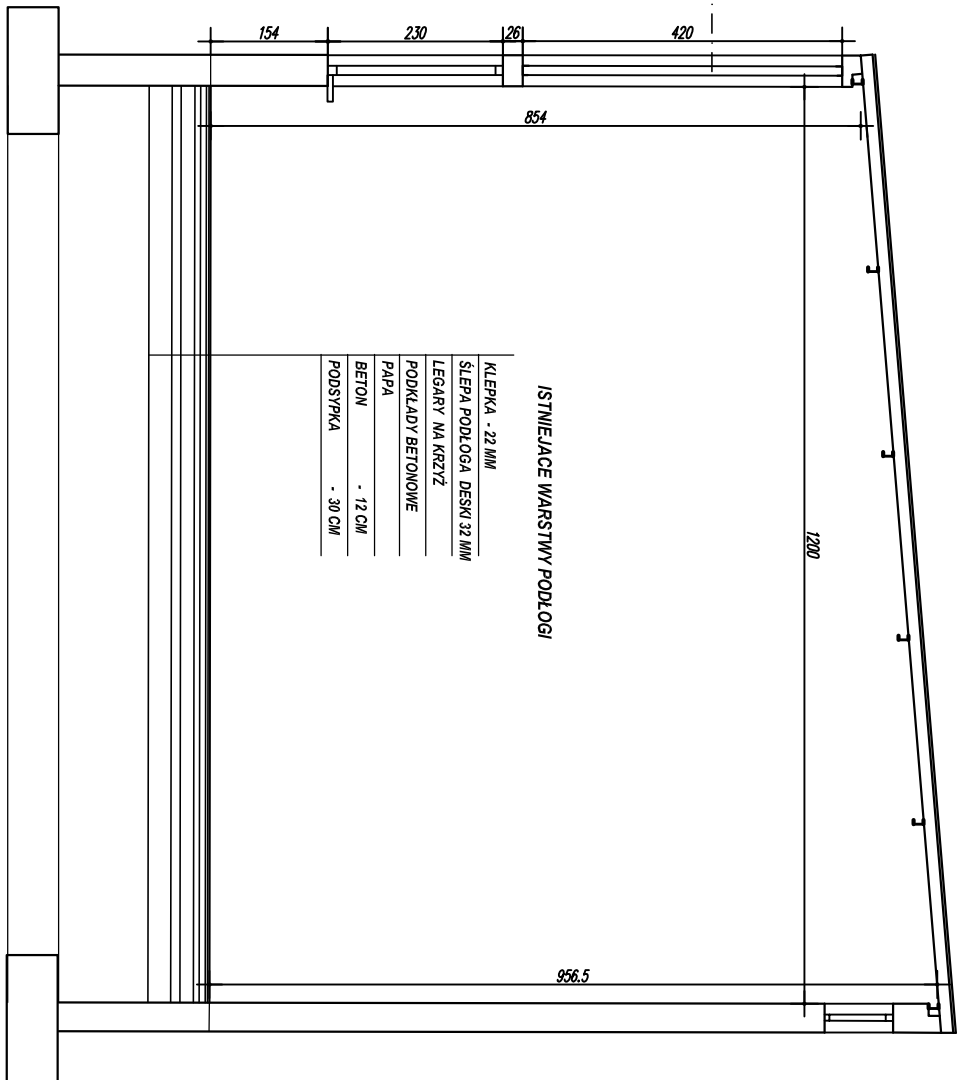 154
230
26
420
854
ISTNIEJACE WARSTWY PODŁOGI
KLEPKA - 22 MM
ŚLEPA PODŁOGA DESKI 32 MM
LEGARY NA KRZYŻ
PODKŁADY BETONOWE
PAPA
BETON - 12 CM
PODSYPKA - 30 CM
1200
956.5